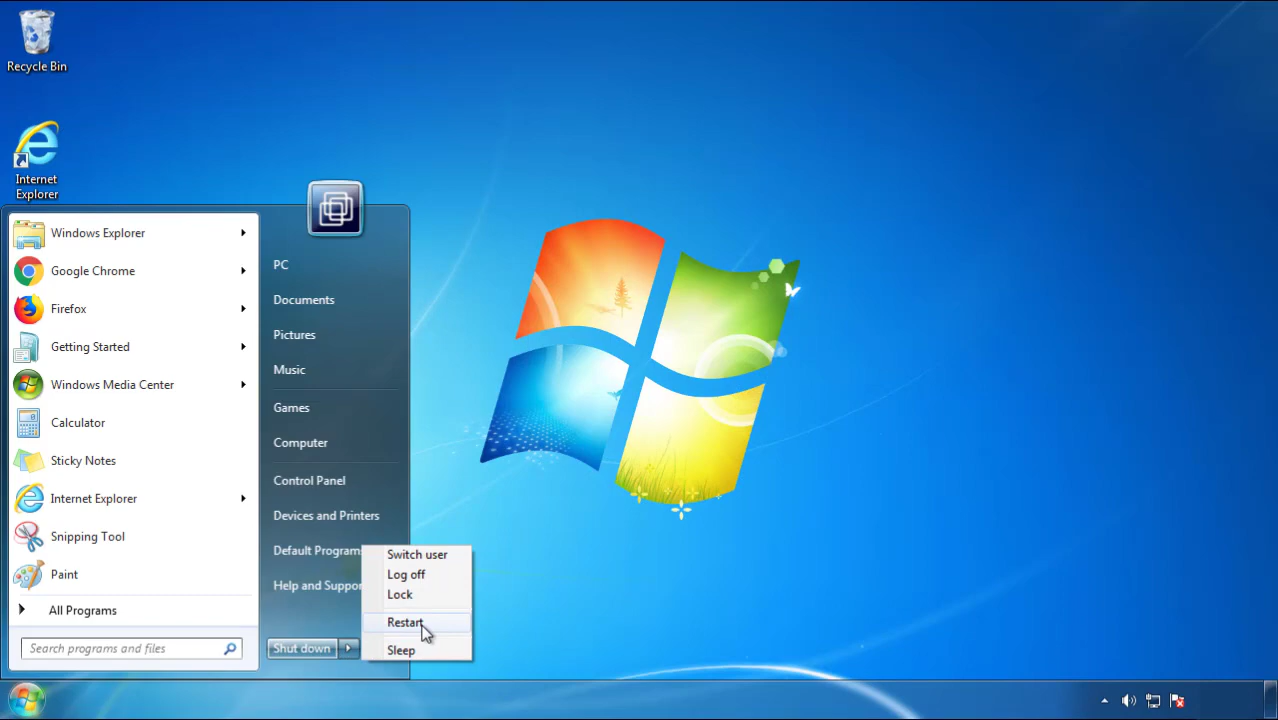 Recycle Bin
Internet
Explorer
Windows Explorer
Google Chrome
Firefox
Getting Started
Windows Media Center
Calculator
Sticky Notes
Internet Explorer
Snipping Tool
Paint
All Programs
Search programs and files
PC
Documents
Pictures
Music
Games
Computer
Control Panel
Devices and Printers
Default Program
Help and Suppor
Shut down
Switch user
Log off
Lock
Restart
Sleep